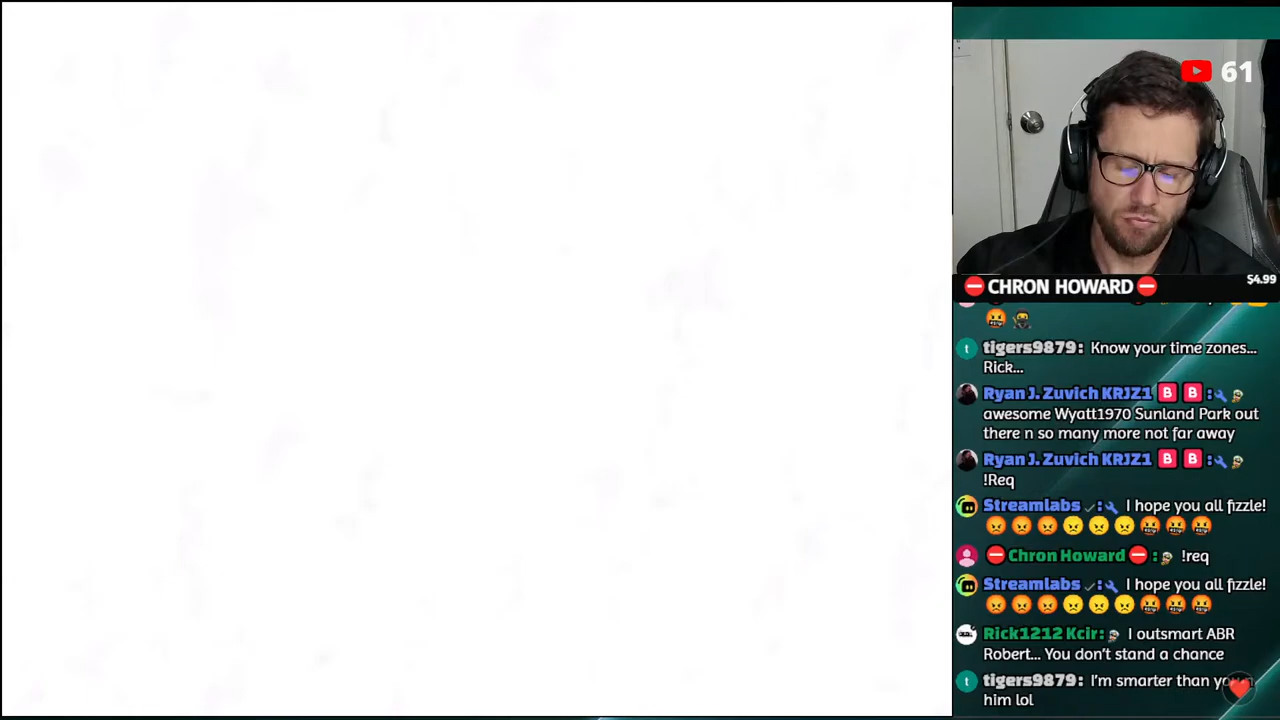 61
$4.99
⛔ CHRON HOWARD ⛔
🤬 🥷
tigers9879: Know your time zones...
Rick...
Ryan J. Zuvich KRJZ1 B B :
awesome Wyatt1970 Sunland Park out
there n so many more not far away
Ryan J. Zuvich KRJZ1 B B :
!Req
Streamlabs ✓: I hope you all fizzle!
😡 😡 😡 😠 😠 😠 🤬 🤬 🤬
⛔ Chron Howard ⛔ : !req
Streamlabs ✓: I hope you all fizzle!
😡 😡 😡 😠 😠 😠 🤬 🤬 🤬
Rick1212 Kcir: I outsmart ABR
Robert... You don't stand a chance
tigers9879: I'm smarter than
him lol